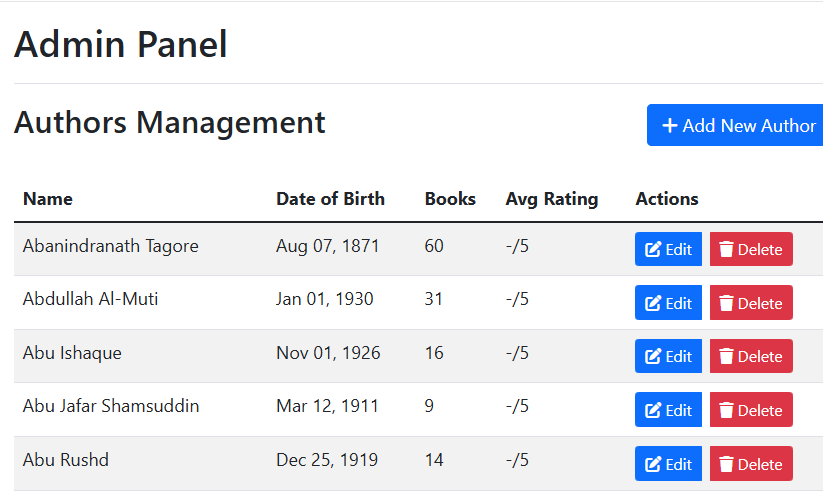 Admin Panel
Authors Management
Add New Author
Name Date of Birth Books Avg Rating Actions
Abanindranath Tagore Aug 07, 1871 60 -/5 Edit Delete
Abdullah Al-Muti Jan 01, 1930 31 -/5 Edit Delete
Abu Ishaque Nov 01, 1926 16 -/5 Edit Delete
Abu Jafar Shamsuddin Mar 12, 1911 9 -/5 Edit Delete
Abu Rushd Dec 25, 1919 14 -/5 Edit Delete